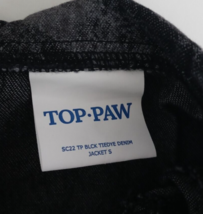 TOP·PAW
SC22 TP BLCK TIEDYE DENIM
JACKET S